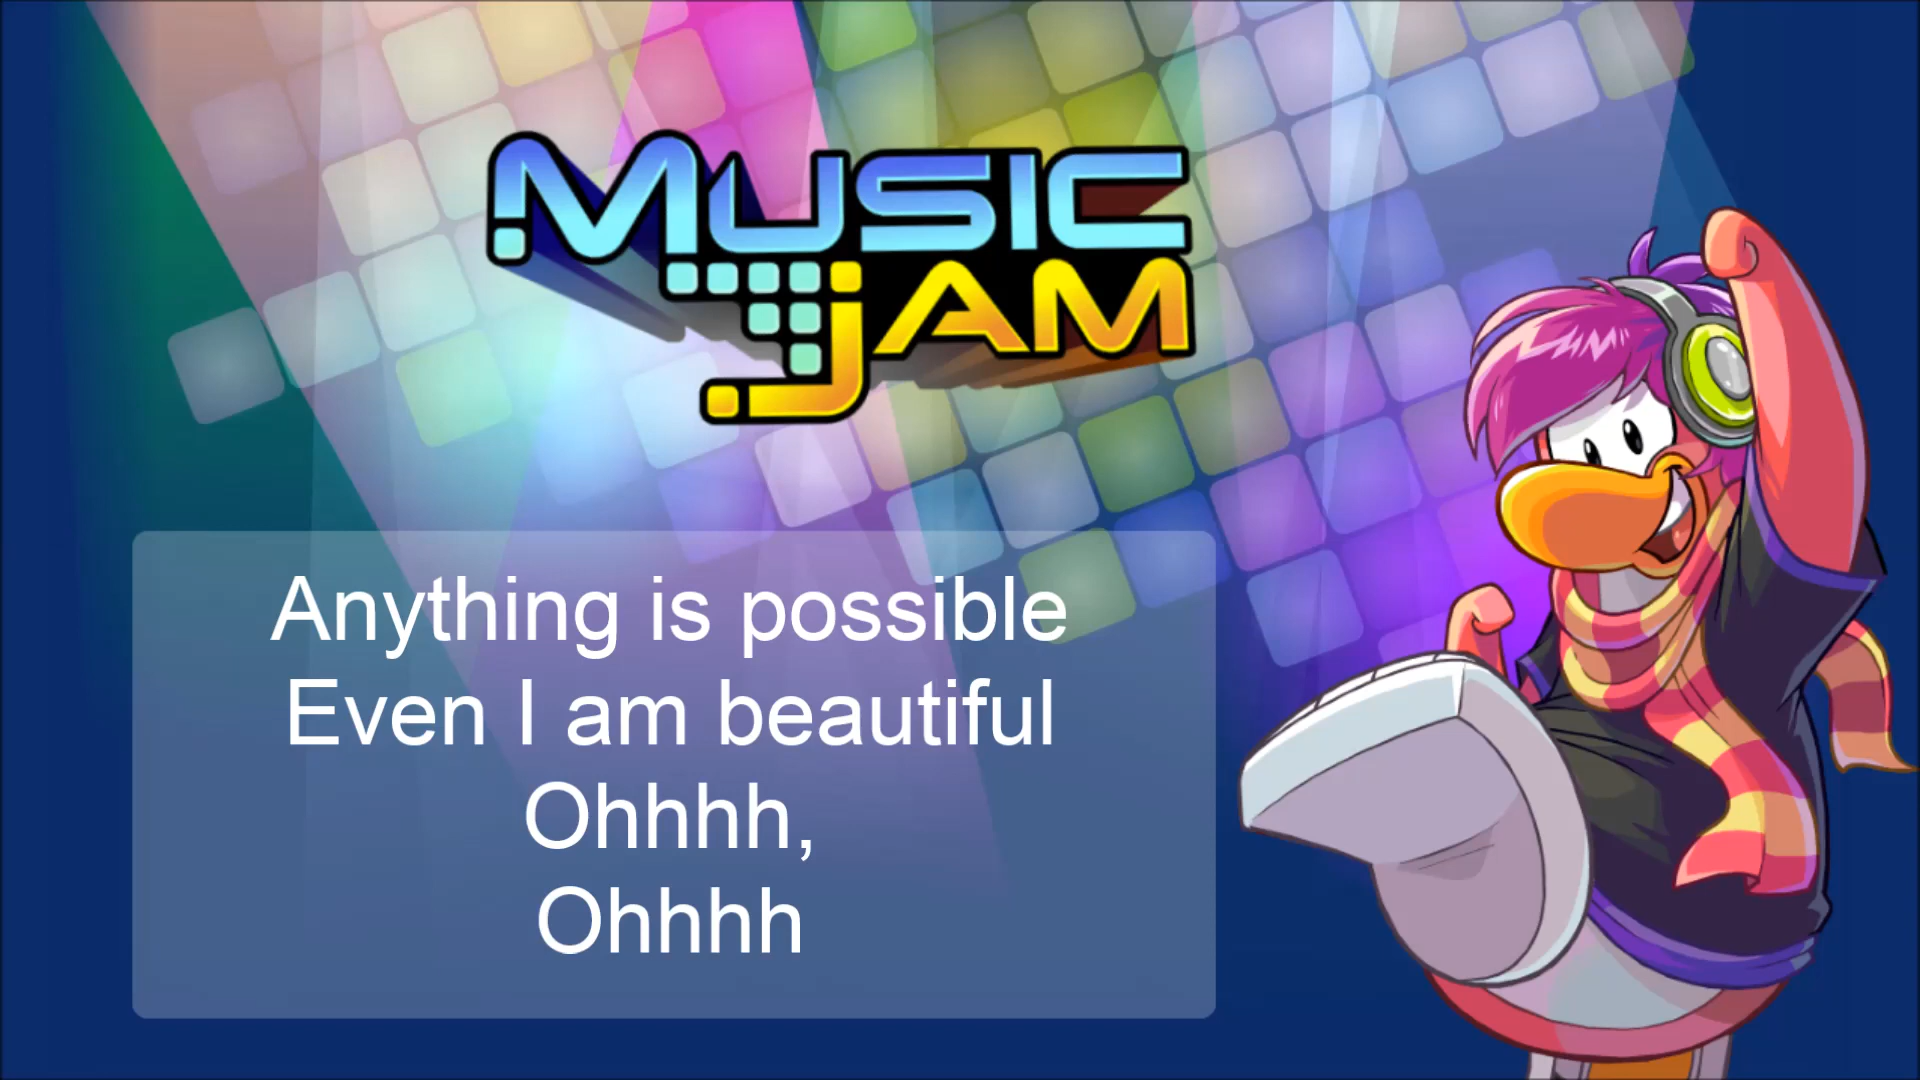 MUSIC
JAM
Anything is possible
Even I am beautiful
Ohhhh,
Ohhhh